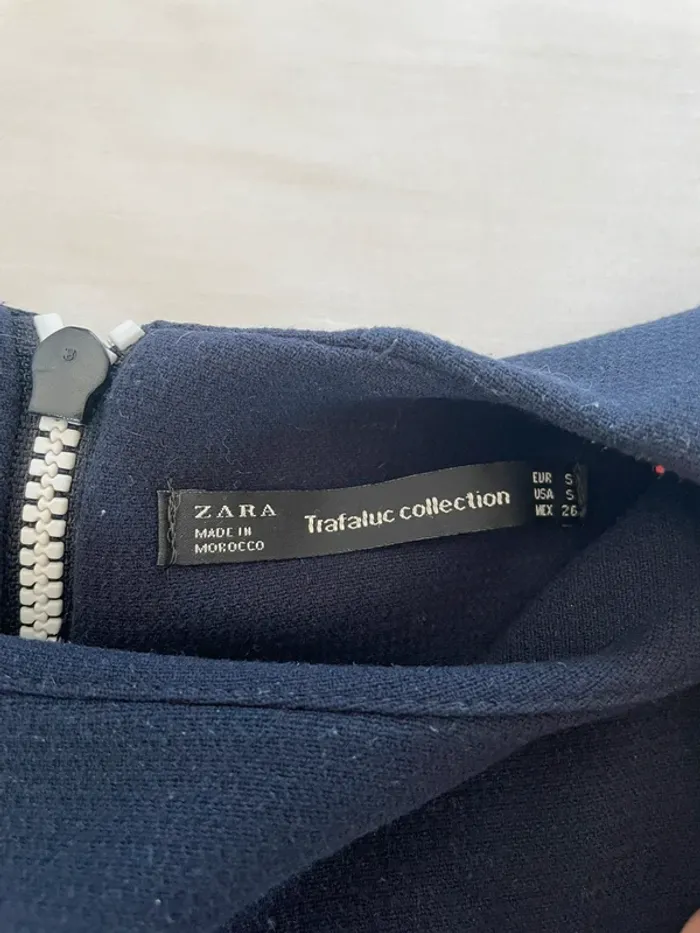 ZARA
MADE IN
MOROCCO
Trafaluc collection
EUR S
USA S
MEX 26